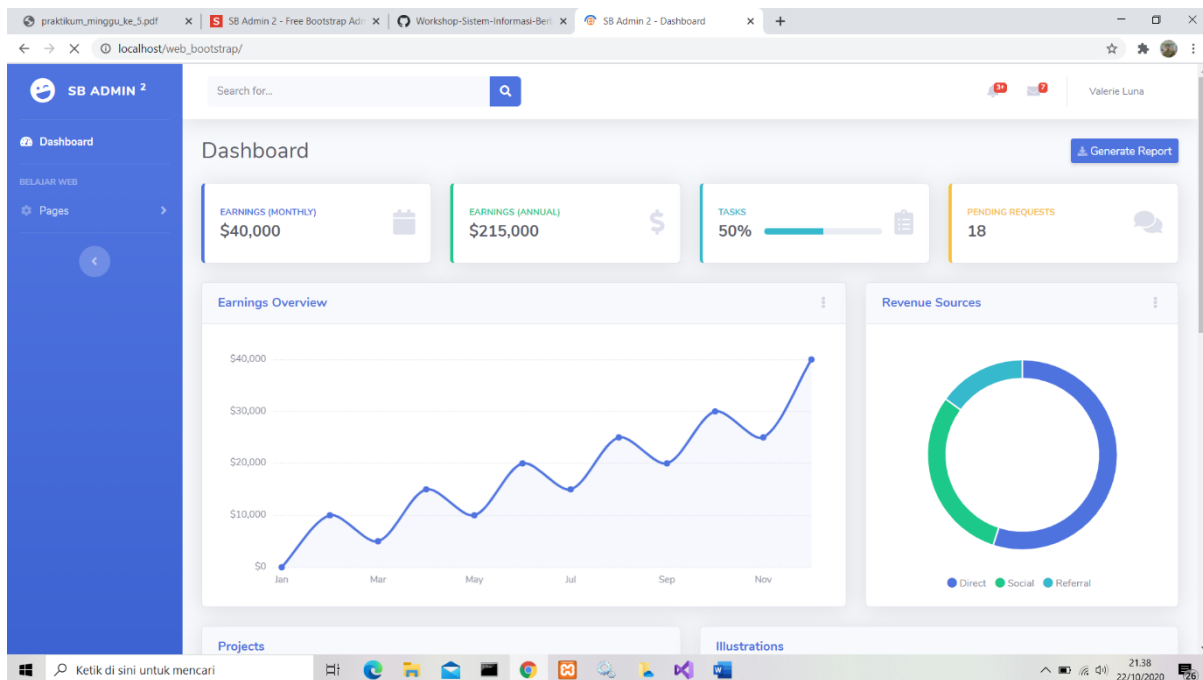 praktikum_minggu_ke_5.pdf
SB Admin 2 - Free Bootstrap Adm
Workshop-Sistem-Informasi-Berb
SB Admin 2 - Dashboard
localhost/web_bootstrap/
SB ADMIN 2
Search for...
3+
7
Valerie Luna
Dashboard
BELAJAR WEB
Pages
Dashboard
Generate Report
EARNINGS (MONTHLY)
$40,000
EARNINGS (ANNUAL)
$215,000
TASKS
50%
PENDING REQUESTS
18
Earnings Overview
$40,000
$30,000
$20,000
$10,000
$0
Jan Mar May Jul Sep Nov
Revenue Sources
Direct Social Referral
Projects
Illustrations
Ketik di sini untuk mencari
21.38
22/10/2020
26